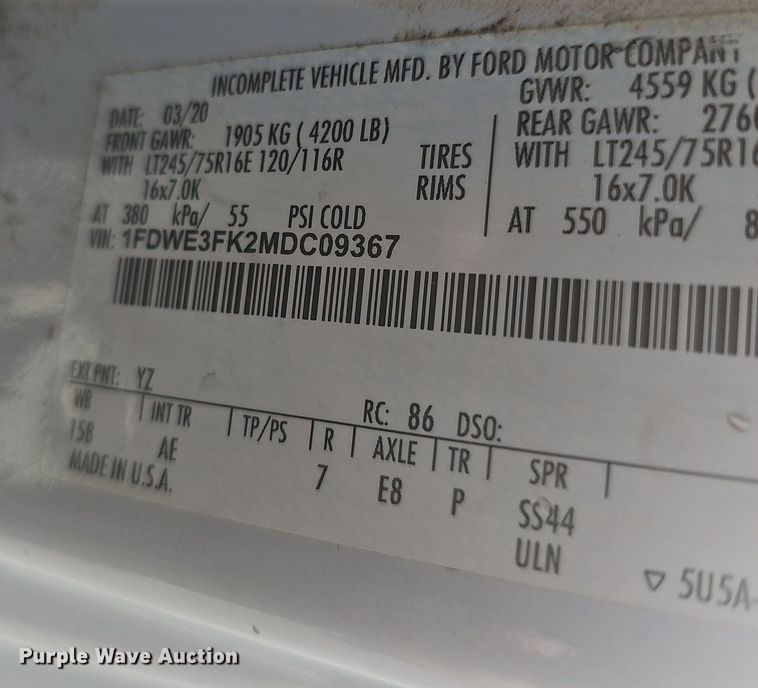 INCOMPLETE VEHICLE MFD. BY FORD MOTOR COMPANY
DATE: 03/20 GVWR: 4559 KG (
FRONT GAWR: 1905 KG ( 4200 LB) REAR GAWR: 276
WITH LT245/75R16E 120/116R TIRES WITH LT245/75R16
16x7.0K RIMS 16x7.0K
AT 380 kPa/ 55 PSI COLD AT 550 kPa/ 8
VIN: 1FDWE3FK2MDC09367
EXT PNT: YZ RC: 86 DSO:
WB INT TR TP/PS R AXLE TR SPR
158 AE 7 E8 P SS44
MADE IN U.S.A. ULN
5U5A-
Purple Wave Auction